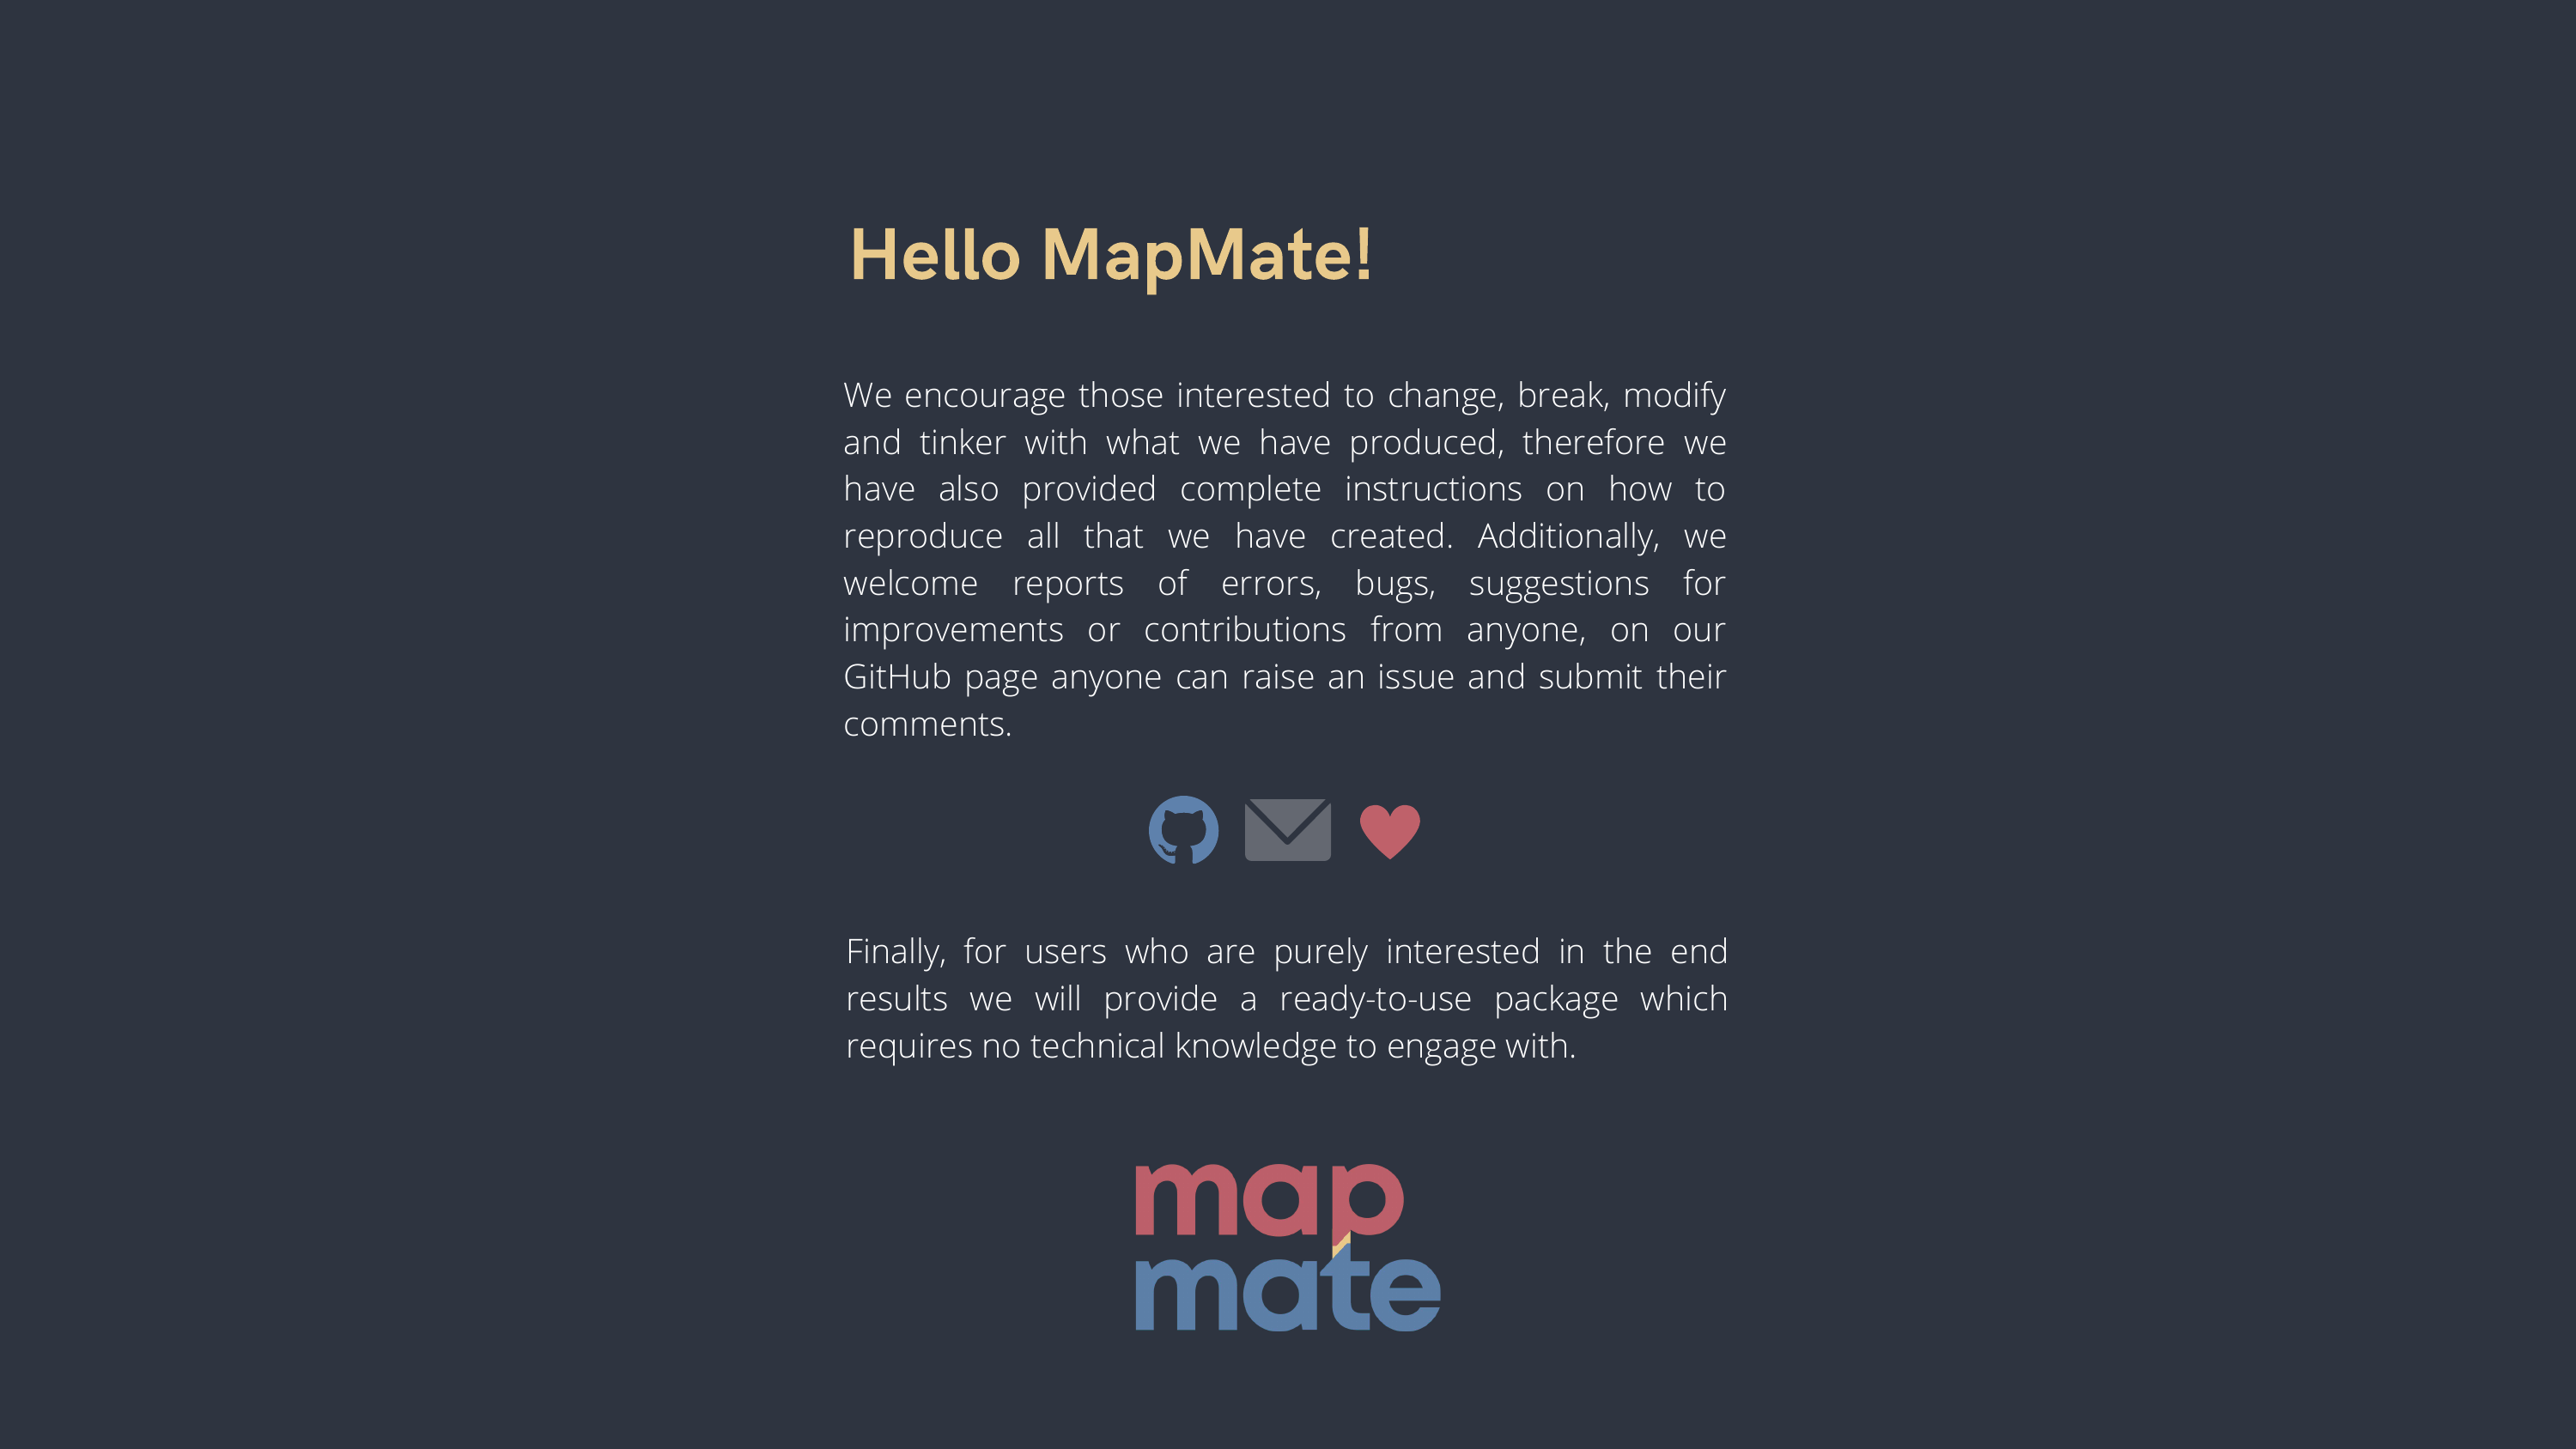 Hello MapMate!
We encourage those interested to change, break, modify
and tinker with what we have produced, therefore we
have also provided complete instructions on how to
reproduce all that we have created. Additionally, we
welcome reports of errors, bugs, suggestions for
improvements or contributions from anyone, on our
GitHub page anyone can raise an issue and submit their
comments.
Finally, for users who are purely interested in the end
results we will provide a ready-to-use package which
requires no technical knowledge to engage with.
map
mate